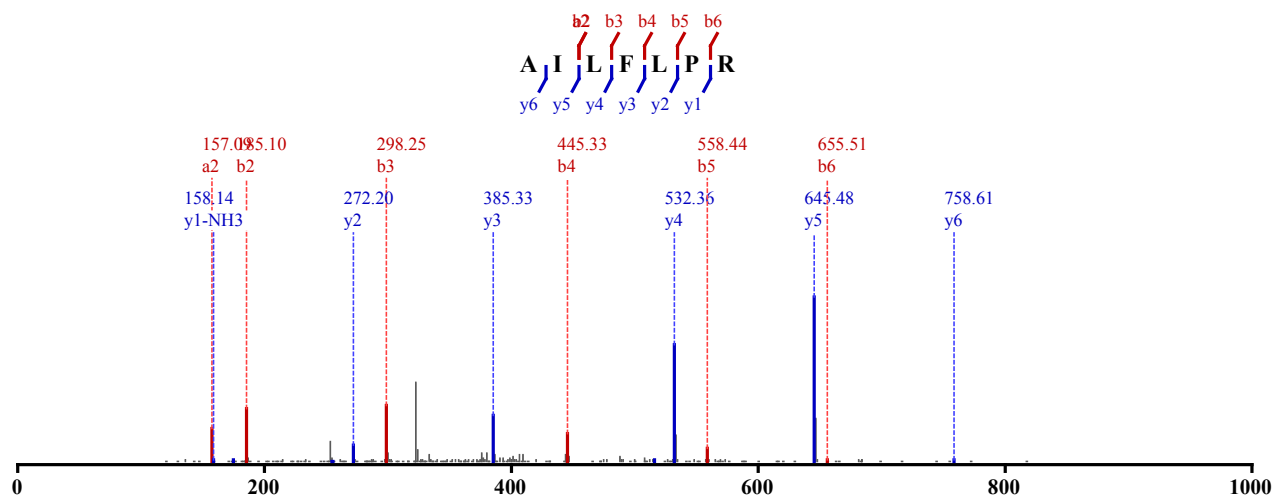 b2 a2 b3 b4 b5 b6
A I L F L P R
y6 y5 y4 y3 y2 y1
157.09 185.10 298.25 445.33 558.44 655.51
a2 b2 b3 b4 b5 b6
158.14 272.20 385.33 532.36 645.48 758.61
y1-NH3 y2 y3 y4 y5 y6
0 200 400 600 800 1000